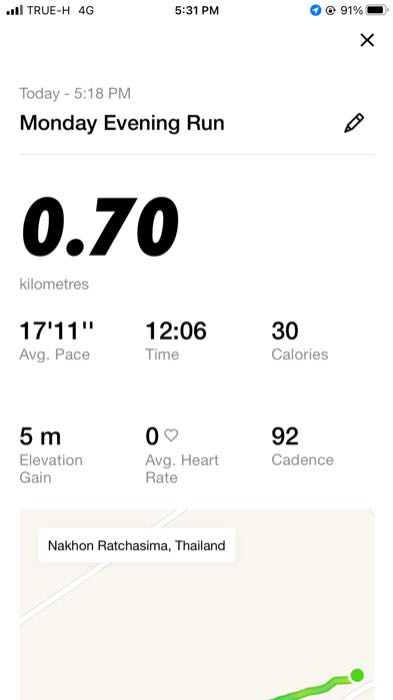 TRUE-H 4G 5:31 PM 91%
Today - 5:18 PM
Monday Evening Run
0.70
kilometres
17'11" 12:06 30
Avg. Pace Time Calories
5 m 0 92
Elevation Gain Avg. Heart Rate Cadence
Nakhon Ratchasima, Thailand